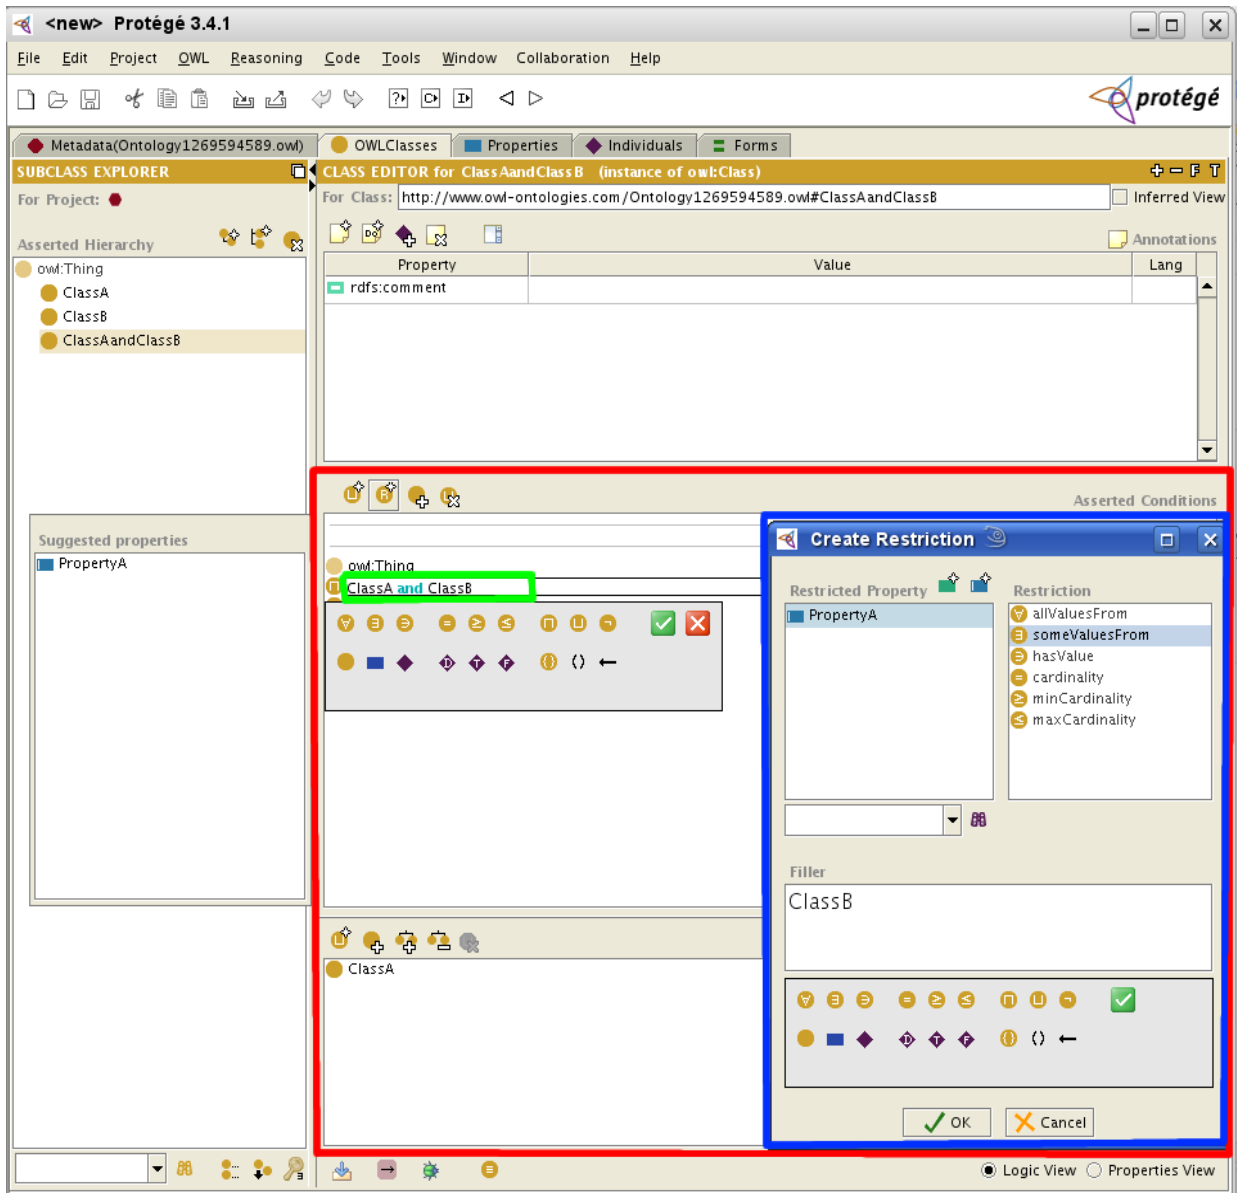 <new> Protégé 3.4.1
File Edit Project OWL Reasoning Code Tools Window Collaboration Help
protégé
Metadata(Ontology1269594589.owl) OWLClasses Properties Individuals Forms
SUBCLASS EXPLORER
For Project:
Asserted Hierarchy
owl:Thing
ClassA
ClassB
ClassAandClassB
CLASS EDITOR for ClassAandClassB (instance of owl:Class)
F T
For Class: http://www.owl-ontologies.com/Ontology1269594589.owl#ClassAandClassB Inferred View
Annotations
Property Value Lang
rdfs:comment
Asserted Conditions
Suggested properties
PropertyA
owl:Thing
ClassA and ClassB
ClassA
Create Restriction
Restricted Property
PropertyA
Restriction
allValuesFrom
someValuesFrom
hasValue
cardinality
minCardinality
maxCardinality
Filler
ClassB
OK Cancel
Logic View Properties View